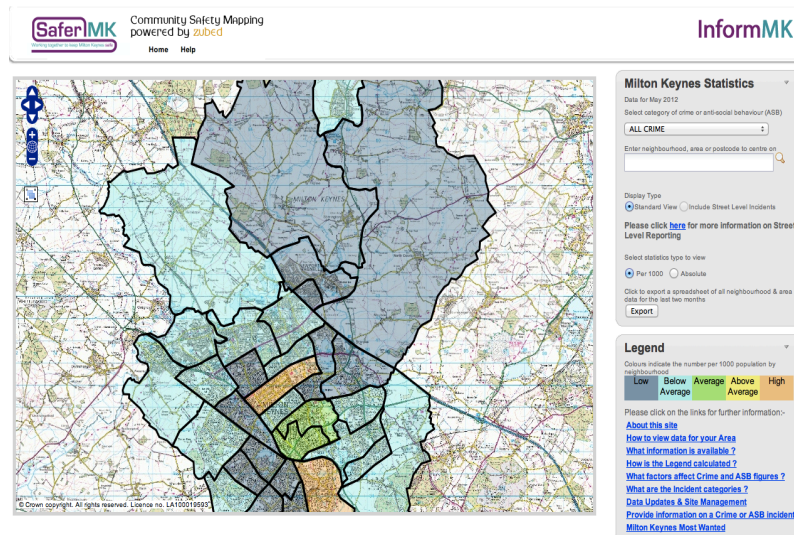 Safer MK
Working together to keep Milton Keynes safe
Community Safety Mapping
powered by zubed
Home Help
InformMK
MILTON KEYNES
© Crown copyright. All rights reserved. Licence no. LA100019593
Milton Keynes Statistics
Data for May 2012
Select category of crime or anti-social behaviour (ASB)
ALL CRIME
Enter neighbourhood, area or postcode to centre on
Display Type
Standard View Include Street Level Incidents
Please click here for more information on Street
Level Reporting
Select statistics type to view
Per 1000 Absolute
Click to export a spreadsheet of all neighbourhood & area
data for the last two months
Export
Legend
Colours indicate the number per 1000 population by
neighbourhood
Low Below Average Average Above Average High
Please click on the links for further information:-
About this site
How to view data for your Area
What information is available ?
How is the Legend calculated ?
What factors affect Crime and ASB figures ?
What are the Incident categories ?
Data Updates & Site Management
Provide information on a Crime or ASB incident
Milton Keynes Most Wanted